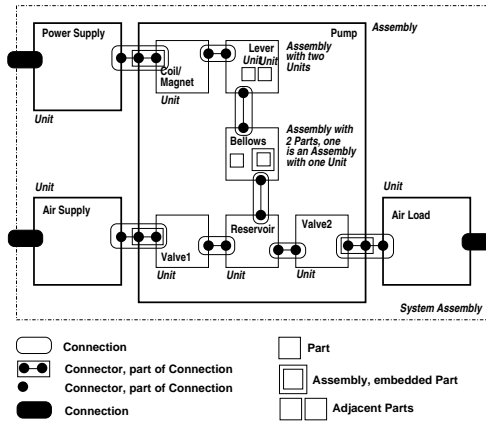 Power Supply
Pump
Assembly
Lever
Unit
Unit
Assembly
with two
Units
Coil/
Magnet
Unit
Unit
Bellows
Assembly with
2 Parts, one
is an Assembly
with one Unit
Unit
Unit
Air Supply
Reservoir
Valve2
Air Load
Valve1
Unit
Unit
Unit
System Assembly
Connection
Connector, part of Connection
Connector, part of Connection
Connection
Part
Assembly, embedded Part
Adjacent Parts